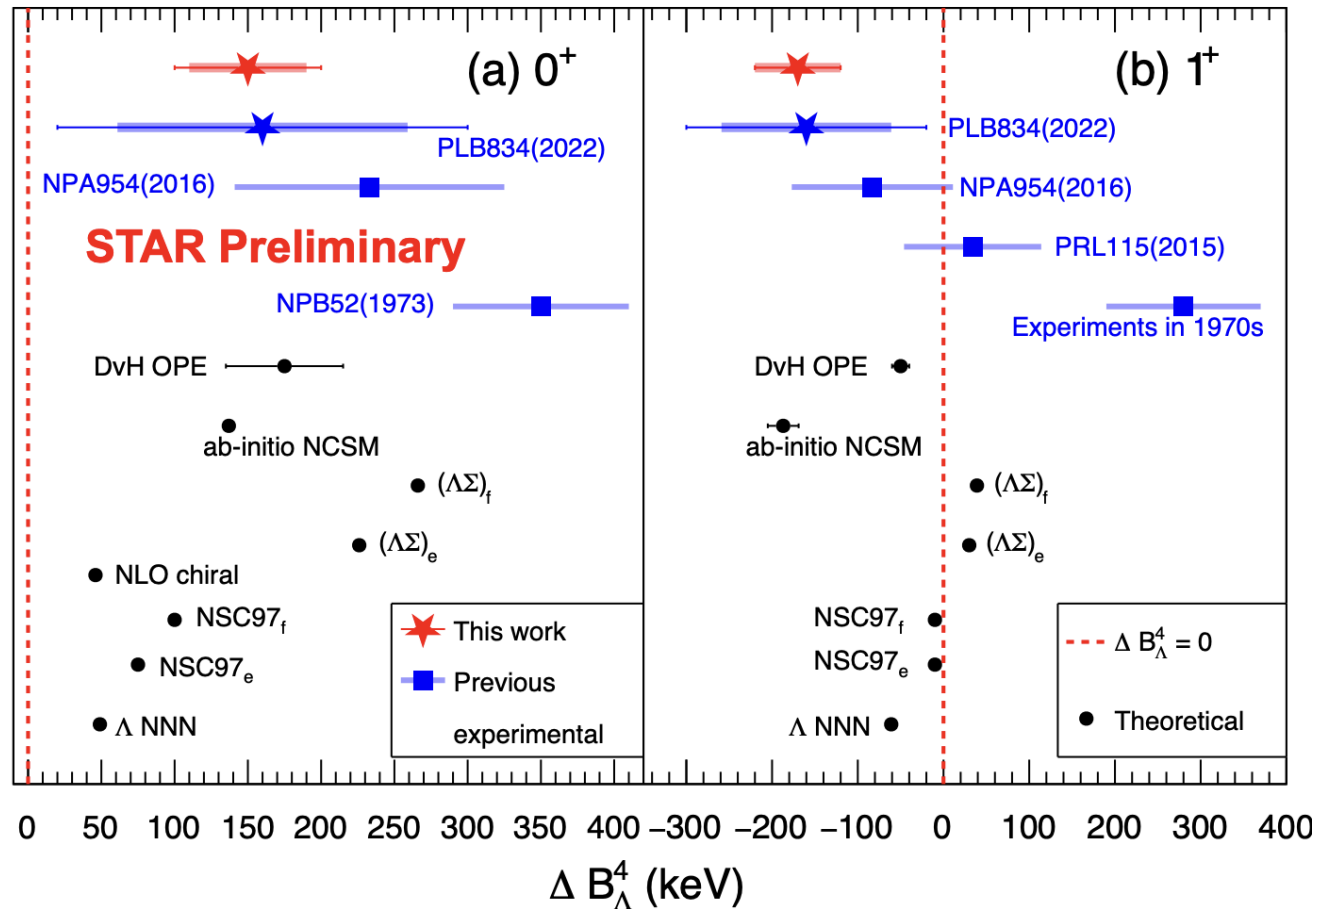 (a) 0⁺
PLB834(2022)
NPA954(2016)
STAR Preliminary
NPB52(1973)
DvH OPE
ab-initio NCSM
(ΛΣ)f
(ΛΣ)e
NLO chiral
NSC97f
NSC97e
Λ NNN
This work
Previous
experimental
0 50 100 150 200 250 300 350 400
(b) 1⁺
PLB834(2022)
NPA954(2016)
PRL115(2015)
Experiments in 1970s
DvH OPE
ab-initio NCSM
(ΛΣ)f
(ΛΣ)e
NSC97f
NSC97e
Λ NNN
Δ B⁴Λ = 0
Theoretical
−300 −200 −100 0 100 200 300 400
Δ B⁴Λ (keV)